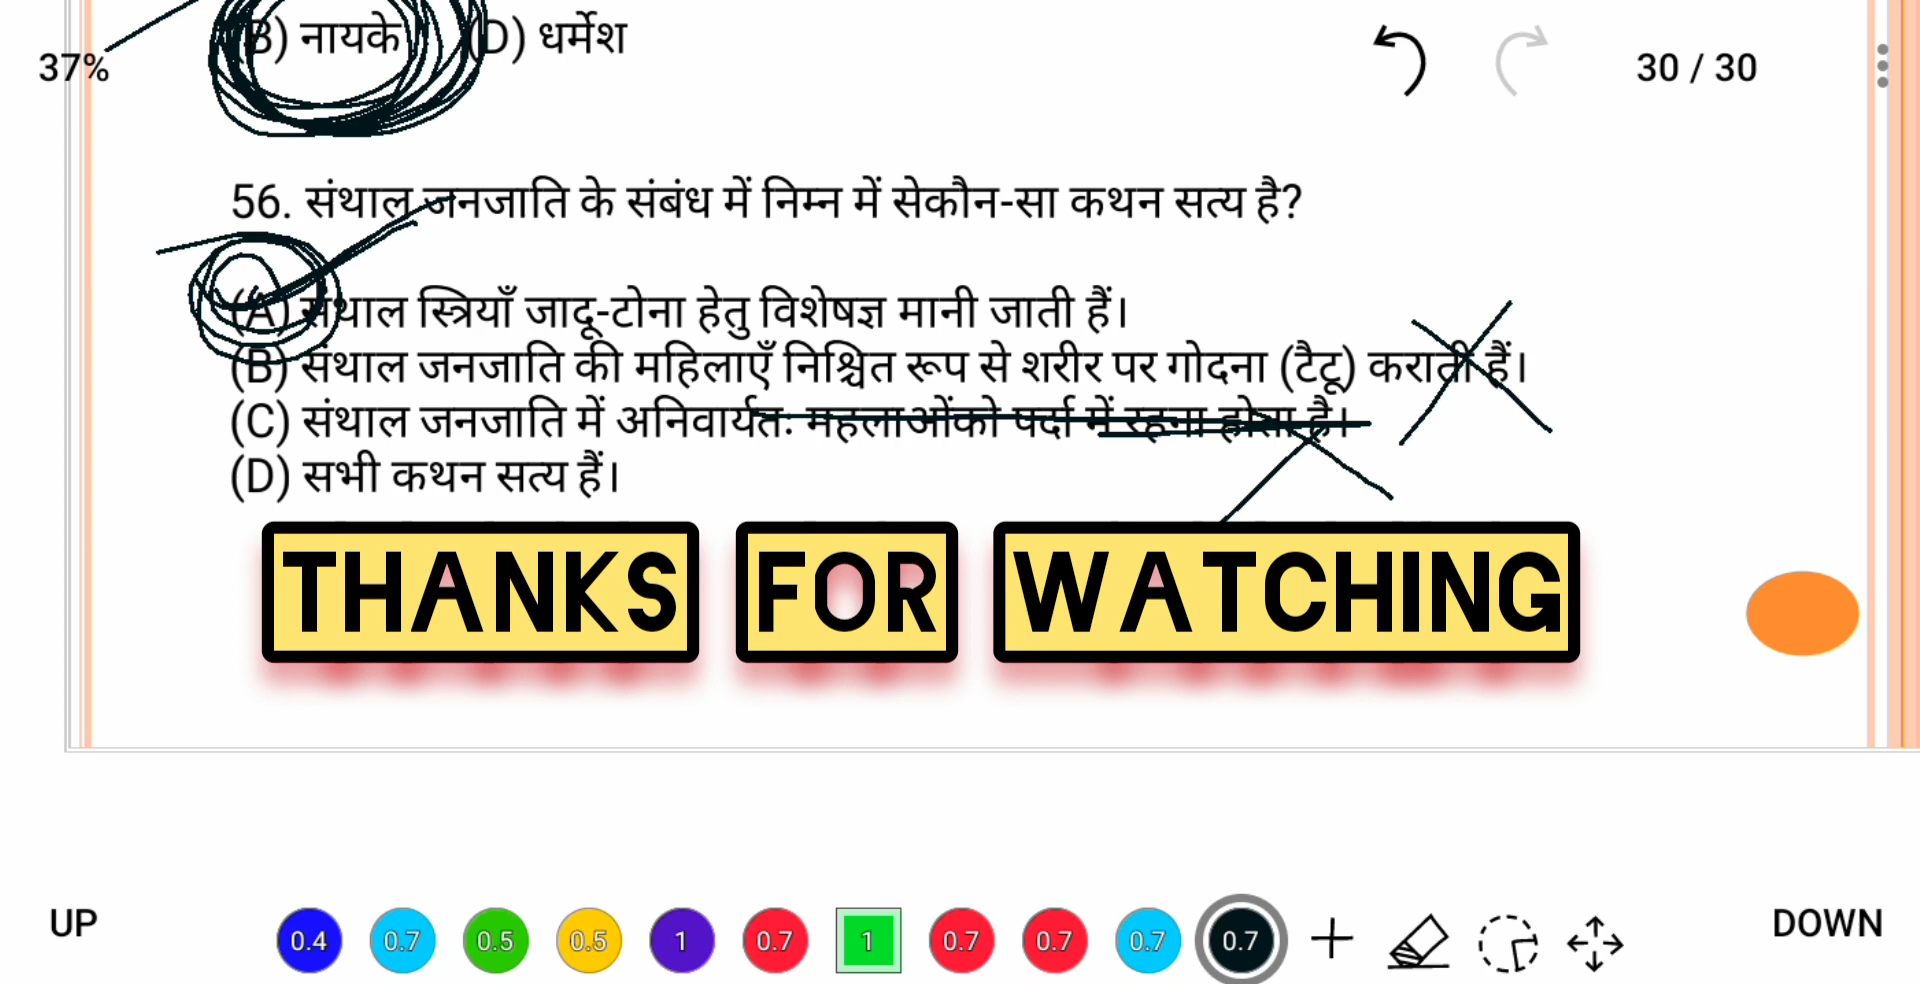 (B) नायके (D) धर्मेश
37%
30 / 30
56. संथाल जनजाति के संबंध में निम्न में सेकौन-सा कथन सत्य है?
(A) संथाल स्त्रियाँ जादू-टोना हेतु विशेषज्ञ मानी जाती हैं।
(B) संथाल जनजाति की महिलाएँ निश्चित रूप से शरीर पर गोदना (टैटू) कराती हैं।
(C) संथाल जनजाति में अनिवार्यतः महलाओंको पर्दा में रहना होता है।
(D) सभी कथन सत्य हैं।
THANKS FOR WATCHING
UP 0.4 0.7 0.5 0.5 1 0.7 1 0.7 0.7 0.7 0.7 DOWN